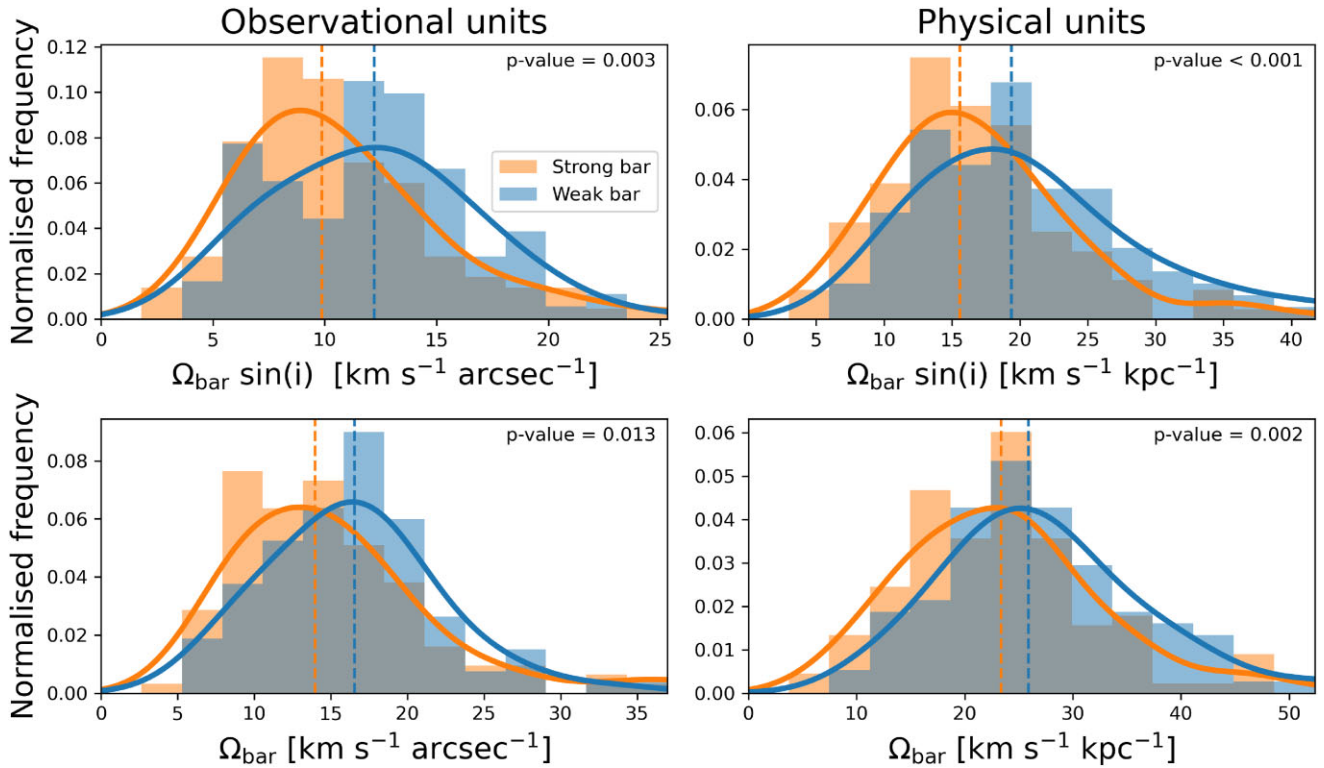 Observational units
Physical units
Normalised frequency
0.12
0.10
0.08
0.06
0.04
0.02
0.00
p-value = 0.003
Strong bar
Weak bar
0 5 10 15 20 25
Ω_bar sin(i) [km s⁻¹ arcsec⁻¹]
0.06
0.04
0.02
0.00
p-value < 0.001
0 5 10 15 20 25 30 35 40
Ω_bar sin(i) [km s⁻¹ kpc⁻¹]
Normalised frequency
0.08
0.06
0.04
0.02
0.00
p-value = 0.013
0 5 10 15 20 25 30 35
Ω_bar [km s⁻¹ arcsec⁻¹]
0.06
0.05
0.04
0.03
0.02
0.01
0.00
p-value = 0.002
0 10 20 30 40 50
Ω_bar [km s⁻¹ kpc⁻¹]